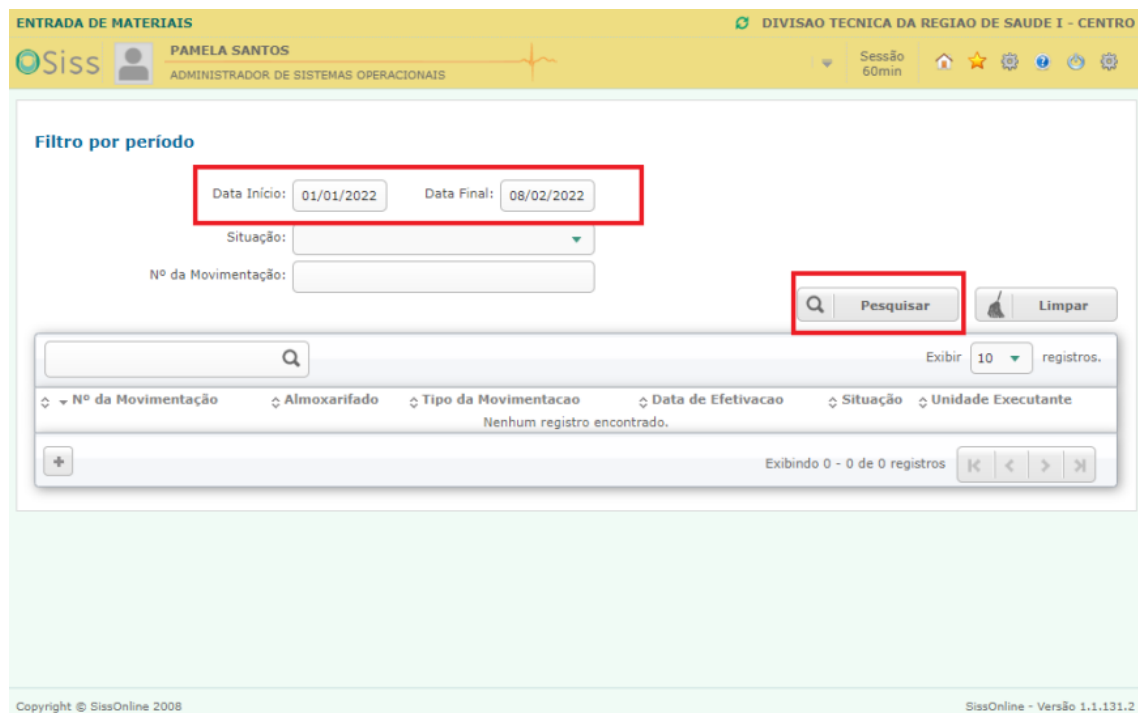 ENTRADA DE MATERIAIS
DIVISAO TECNICA DA REGIAO DE SAUDE I - CENTRO
Siss
PAMELA SANTOS
ADMINISTRADOR DE SISTEMAS OPERACIONAIS
Sessão
60min
Filtro por período
Data Início: 01/01/2022 Data Final: 08/02/2022
Situação:
Nº da Movimentação:
Pesquisar Limpar
Exibir 10 registros.
Nº da Movimentação Almoxarifado Tipo da Movimentacao Data de Efetivacao Situação Unidade Executante
Nenhum registro encontrado.
Exibindo 0 - 0 de 0 registros
Copyright © SissOnline 2008
SissOnline - Versão 1.1.131.2